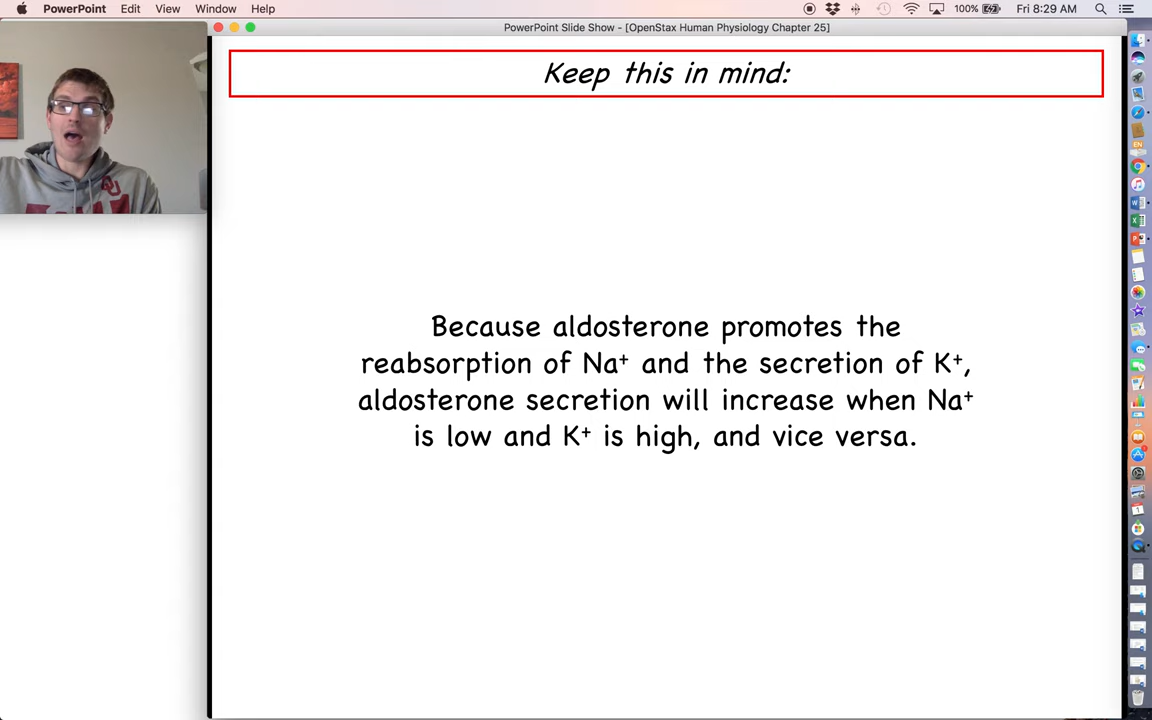 PowerPoint Edit View Window Help 100% Fri 8:29 AM
PowerPoint Slide Show - [OpenStax Human Physiology Chapter 25]
Keep this in mind:
Because aldosterone promotes the
reabsorption of Na⁺ and the secretion of K⁺,
aldosterone secretion will increase when Na⁺
is low and K⁺ is high, and vice versa.